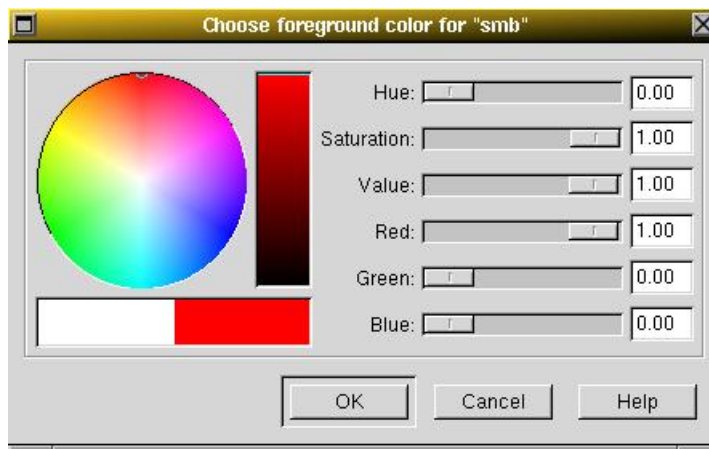 Choose foreground color for "smb"
Hue: 0.00
Saturation: 1.00
Value: 1.00
Red: 1.00
Green: 0.00
Blue: 0.00
OK Cancel Help